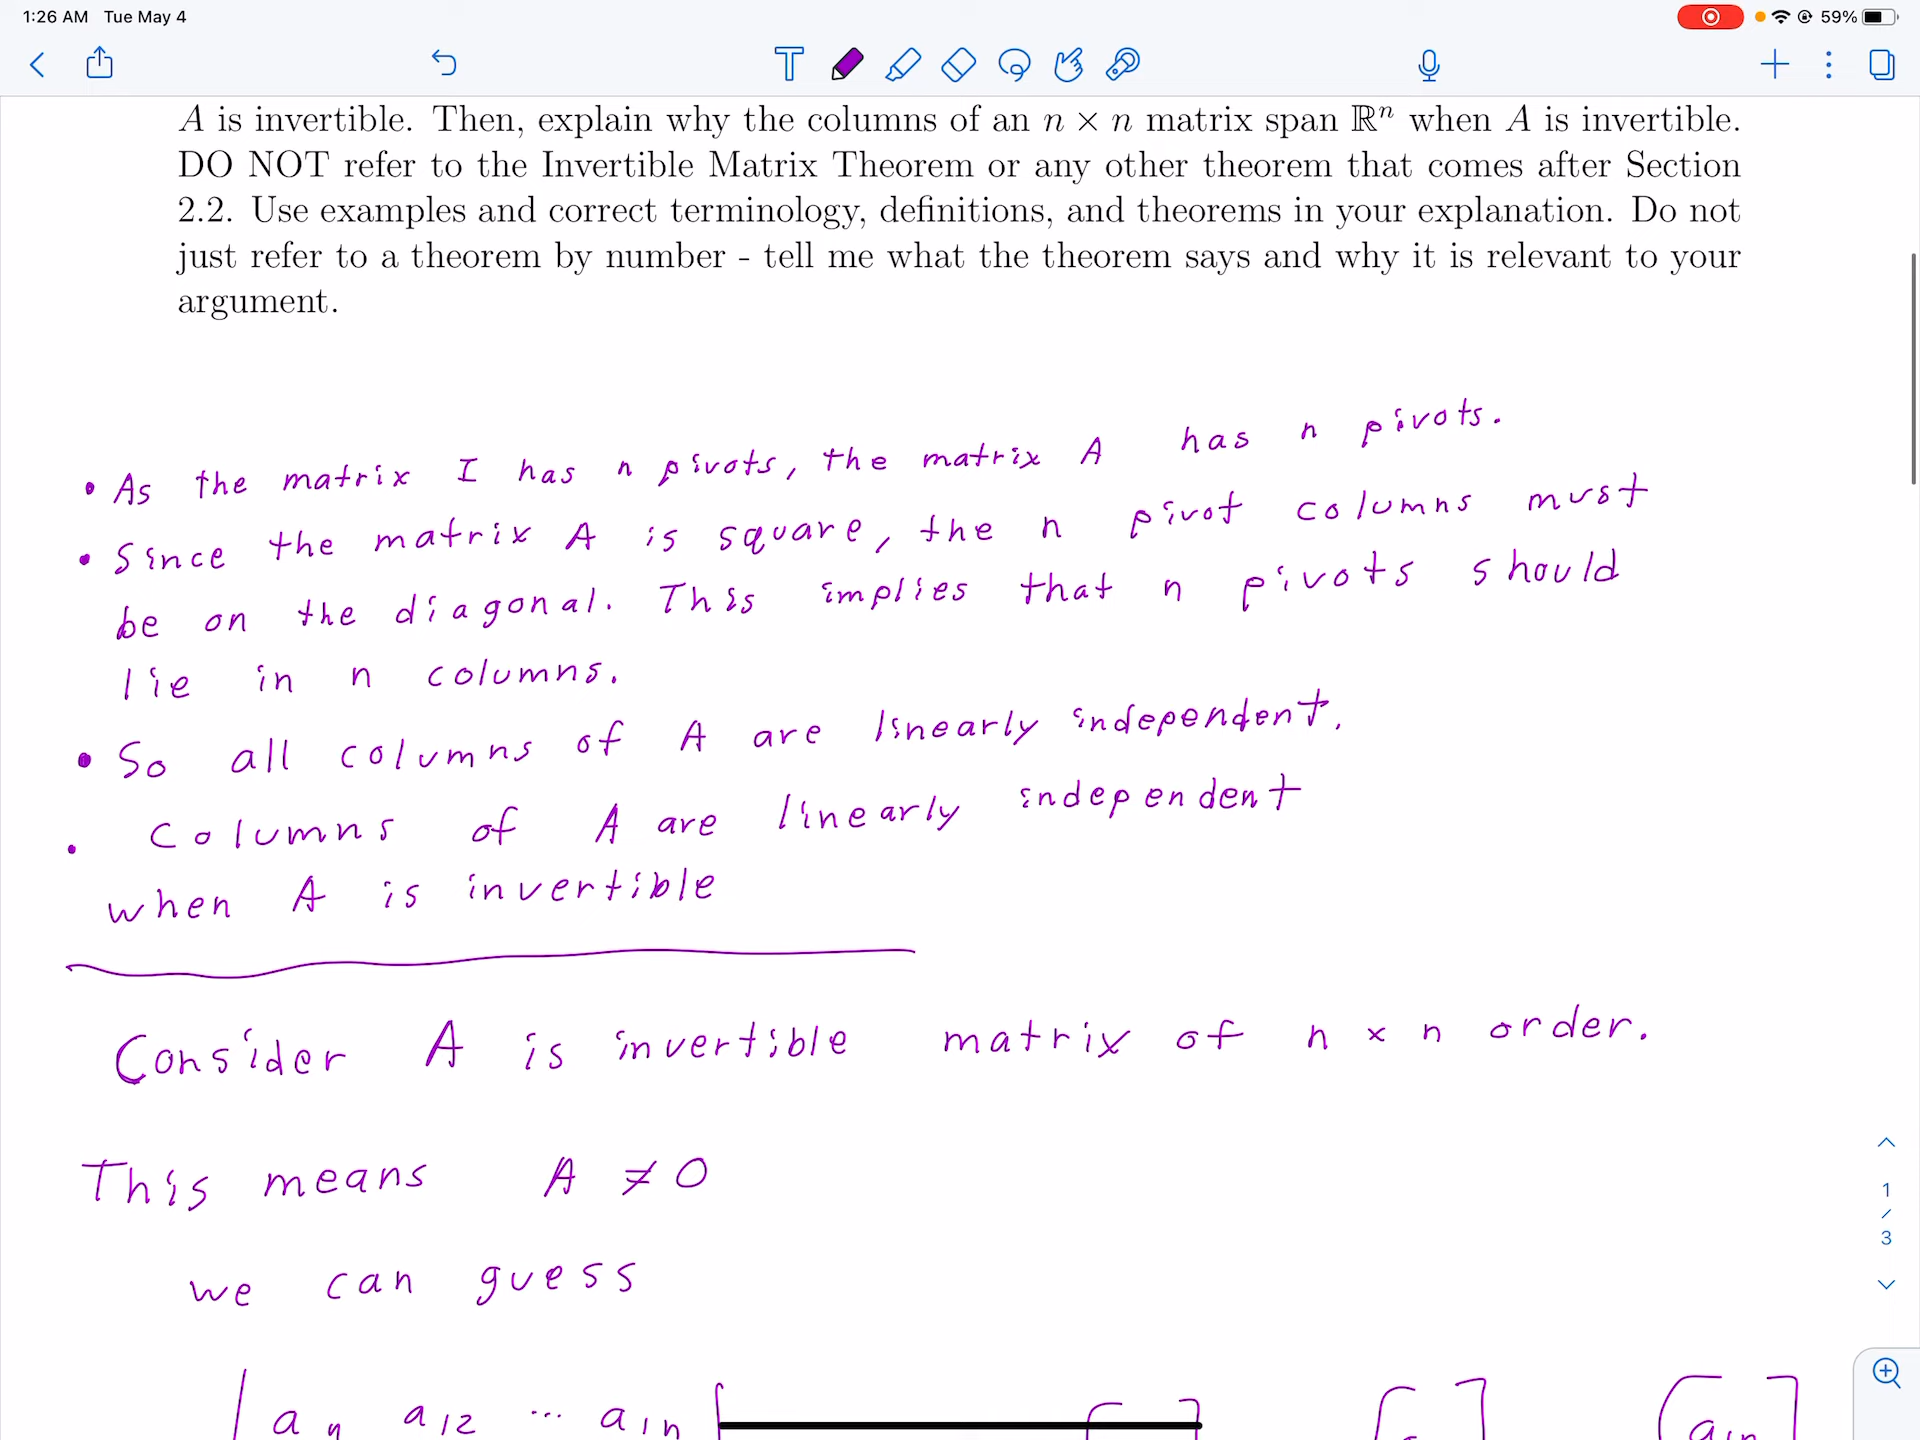 1:26 AM Tue May 4
59%
A is invertible. Then, explain why the columns of an n × n matrix span ℝⁿ when A is invertible.
DO NOT refer to the Invertible Matrix Theorem or any other theorem that comes after Section
2.2. Use examples and correct terminology, definitions, and theorems in your explanation. Do not
just refer to a theorem by number - tell me what the theorem says and why it is relevant to your
argument.
• As the matrix I has n pivots, the matrix A has n pivots.
• Since the matrix A is square, the n pivot columns must
be on the diagonal. This implies that n pivots should
lie in n columns.
• So all columns of A are linearly independent.
• Columns of A are linearly independent
when A is invertible
Consider A is invertible matrix of n × n order.
This means A ≠ 0
we can guess
a₁₂ ... a₁ₙ
1
/
3